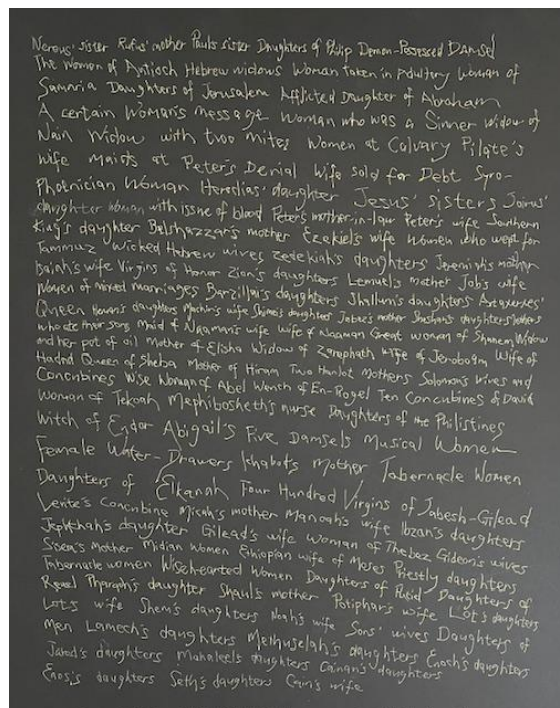 Nereus' sister Rufus' mother Pauls sister Daughters of Philip Demon-Possessed DAMSEL
The Women of Antioch Hebrew widows Woman taken in Adultery Woman of
Samaria Daughters of Jerusalem Afflicted Daughter of Abraham
A certain Woman's message Woman who was a Sinner Widow of
Nain Widow with two mites Women at Calvary Pilate's
wife Maids at Peter's Denial Wife sold for Debt Syro-
Phoenician Woman Herodias' daughter Jesus' Sisters Jairus'
daughter Woman with issue of blood Peter's mother-in-law Peter's wife Southern
King's daughter Belshazzar's mother Ezekiel's wife Women who wept for
Tammuz Wicked Hebrew wives Zedekiah's daughters Jeremiah's mother
Isaiah's wife Virgins of Honor Zion's daughters Lemuel's mother Job's wife
Women of mixed marriages Barzillai's daughters Shallum's daughters Artaxerxes'
Queen Heman's daughters Machir's wife Shimei's daughters Jabez's mother Sheshan's daughters Mothers
who ate their sons Maid of Naaman's wife Wife of Naaman Great woman of Shunem Widow
and her pot of oil Mother of Elisha Widow of Zarephath Wife of Jeroboam Wife of
Hadad Queen of Sheba Mother of Hiram Two Harlot Mothers Solomon's Wives and
Concubines Wise Woman of Abel Wench of En-Rogel Ten Concubines of David
Woman of Tekoah Mephibosheth's nurse Daughters of the Philistines
Witch of Endor Abigail's Five Damsels Musical Women
Female Water-Drawers Ichabod's Mother Tabernacle Women
Daughters of Elkanah Four Hundred Virgins of Jabesh-Gilead
Levite's Concubine Micah's mother Manoah's wife Ibzan's daughters
Jephthah's daughter Gilead's wife Woman of Thebez Gideon's wives
Sisera's Mother Midian Women Ethiopian wife of Moses Priestly daughters
Tabernacle women Wisehearted Women Daughters of Putiel Daughters of
Reuel Pharaoh's daughter Shaul's mother Potiphar's wife Lot's daughters
Lot's wife Shem's daughters Noah's wife Sons' wives Daughters of
Men Lamech's daughters Methuselah's daughters Enoch's daughters
Jared's daughters Mahaleel's daughters Cainan's daughters
Enos's daughters Seth's daughters Cain's wife